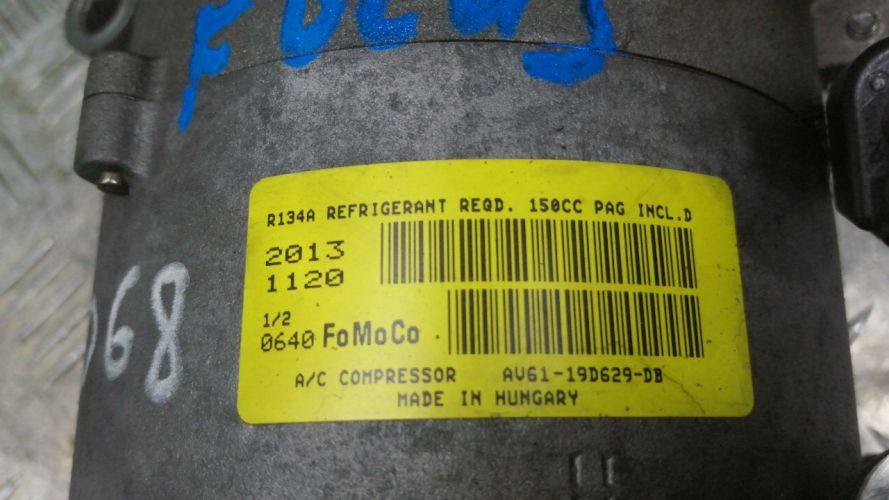 FOCUS
R134A REFRIGERANT REQD. 150CC PAG INCL.D
2013
1120
1/2
0640 FoMoCo
A/C COMPRESSOR AV61-19D629-DB
MADE IN HUNGARY
68